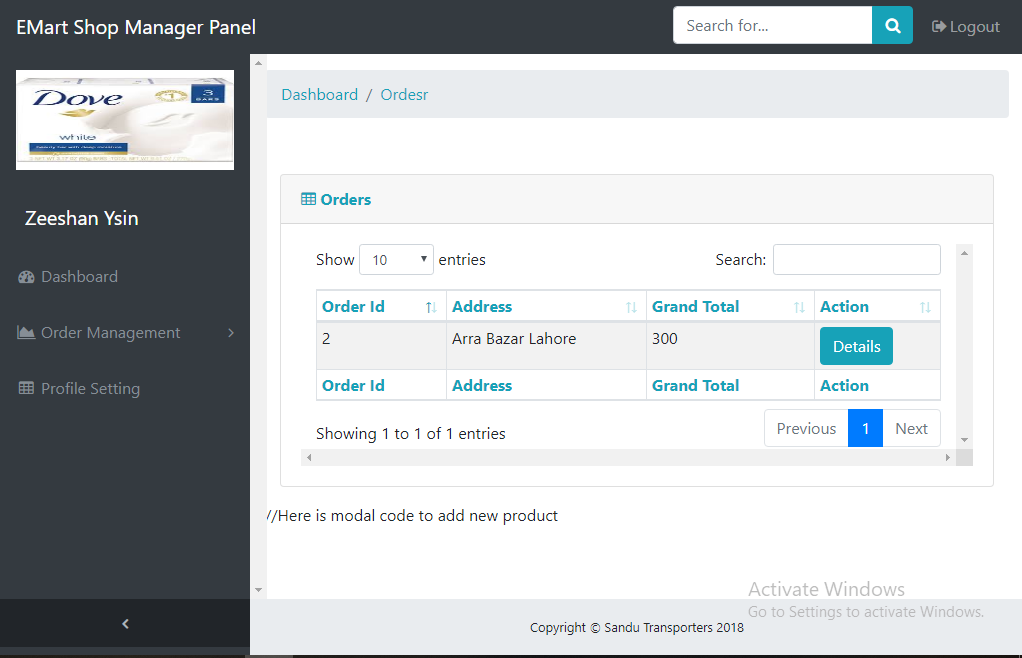 EMart Shop Manager Panel
Search for...
Logout
Dove
3
BARS
white
Zeeshan Ysin
Dashboard
Order Management
Profile Setting
Dashboard / Ordesr
Orders
Show 10 entries
Search:
Order Id Address Grand Total Action
2 Arra Bazar Lahore 300 Details
Order Id Address Grand Total Action
Showing 1 to 1 of 1 entries
Previous 1 Next
//Here is modal code to add new product
Activate Windows
Go to Settings to activate Windows.
Copyright © Sandu Transporters 2018